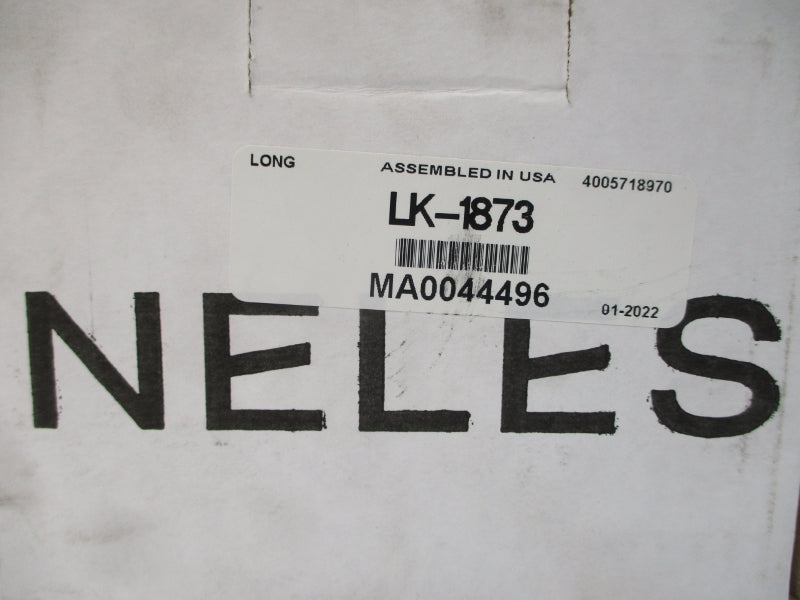 LONG
ASSEMBLED IN USA
4005718970
LK-1873
MA0044496
01-2022
NELES